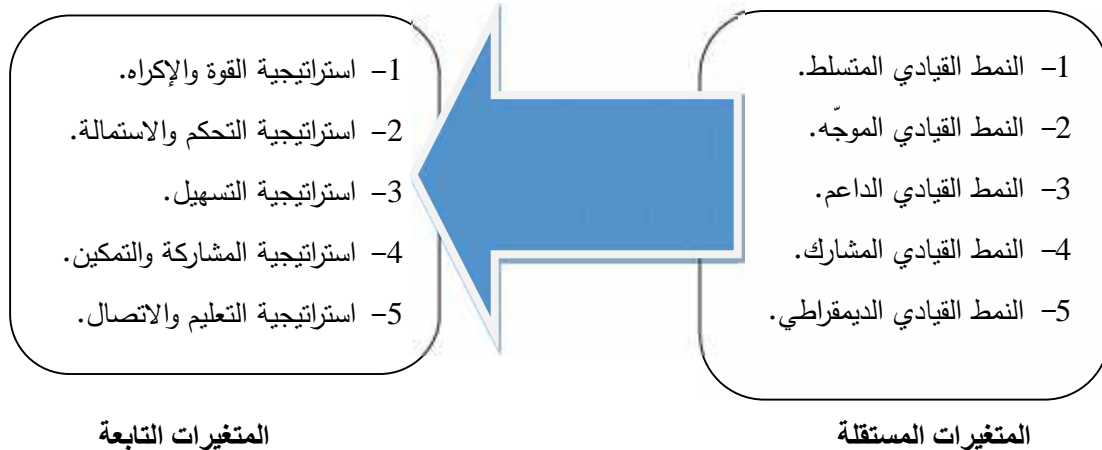 1- النمط القيادي المتسلط.
2- النمط القيادي الموجّه.
3- النمط القيادي الداعم.
4- النمط القيادي المشارك.
5- النمط القيادي الديمقراطي.
المتغيرات المستقلة
1- استراتيجية القوة والإكراه.
2- استراتيجية التحكم والاستمالة.
3- استراتيجية التسهيل.
4- استراتيجية المشاركة والتمكين.
5- استراتيجية التعليم والاتصال.
المتغيرات التابعة